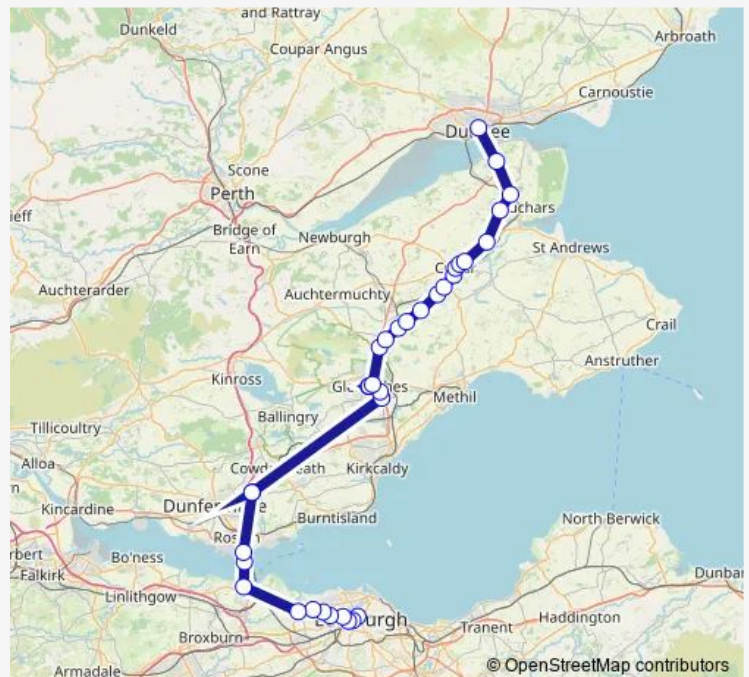 and Rattray
Dunkeld
Coupar Angus
Arbroath
Carnoustie
Scone
Perth
Bridge of
Earn
Newburgh
St Andrews
Auchterarder
Auchtermuchty
Crail
Anstruther
Kinross
Methil
Ballingry
Tillicoultry
Kirkcaldy
Alloa
Kincardine
Burntisland
North Berwick
Bo'ness
Falkirk
Linlithgow
Haddington
Tranent
Broxburn
Armadale
© OpenStreetMap contributors